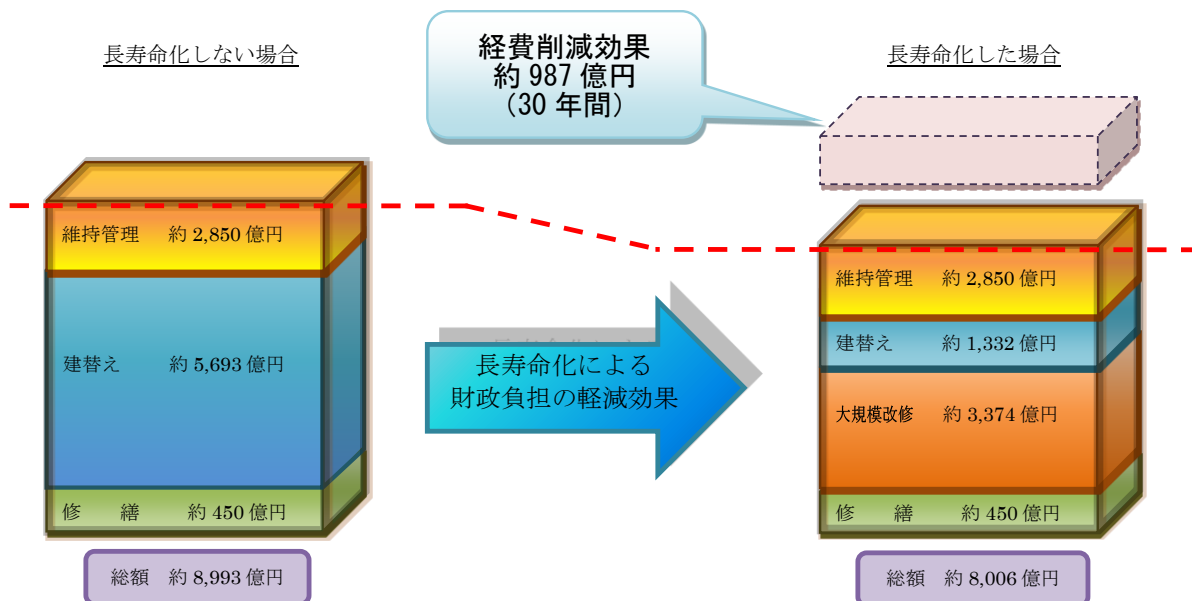 長寿命化しない場合
経費削減効果
約 987 億円
（30 年間）
長寿命化した場合
維持管理 約 2,850 億円
建替え 約 5,693 億円
修 繕 約 450 億円
総額 約 8,993 億円
長寿命化による
財政負担の軽減効果
維持管理 約 2,850 億円
建替え 約 1,332 億円
大規模改修 約 3,374 億円
修 繕 約 450 億円
総額 約 8,006 億円